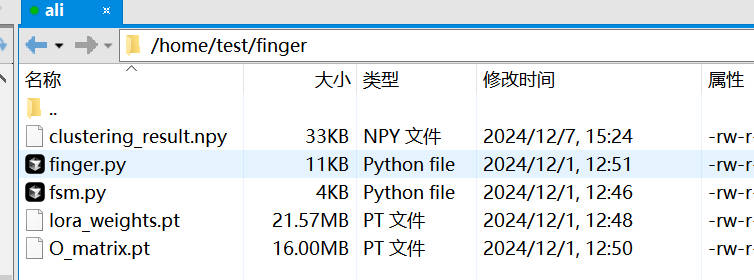 ali ×
/home/test/finger
名称 大小 类型 修改时间 属性
..
clustering_result.npy 33KB NPY 文件 2024/12/7, 15:24 -rw-r-
finger.py 11KB Python file 2024/12/1, 12:51 -rw-r-
fsm.py 4KB Python file 2024/12/1, 12:46 -rw-r-
lora_weights.pt 21.57MB PT 文件 2024/12/1, 12:48 -rw-r-
O_matrix.pt 16.00MB PT 文件 2024/12/1, 12:50 -rw-r-